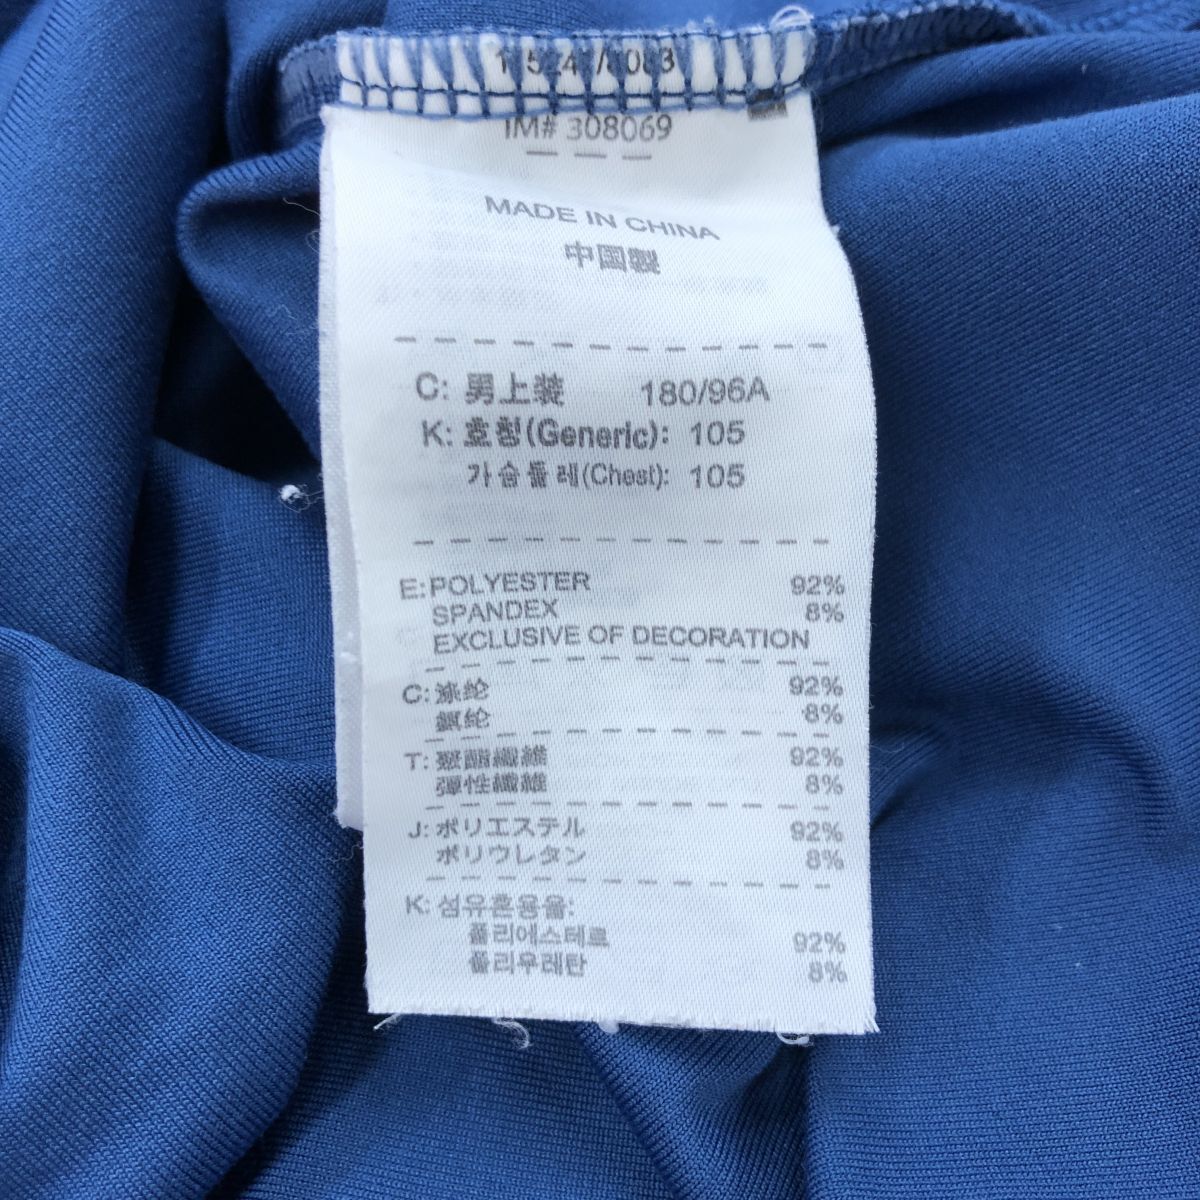 IM# 308069
MADE IN CHINA
中国製
C: 男上装 180/96A
K: 호칭(Generic): 105
가슴둘레(Chest): 105
E: POLYESTER 92%
SPANDEX 8%
EXCLUSIVE OF DECORATION
C: 涤纶 92%
氨纶 8%
T: 聚酯纖維 92%
彈性纖維 8%
J: ポリエステル 92%
ポリウレタン 8%
K: 섬유혼용율:
폴리에스테르 92%
폴리우레탄 8%